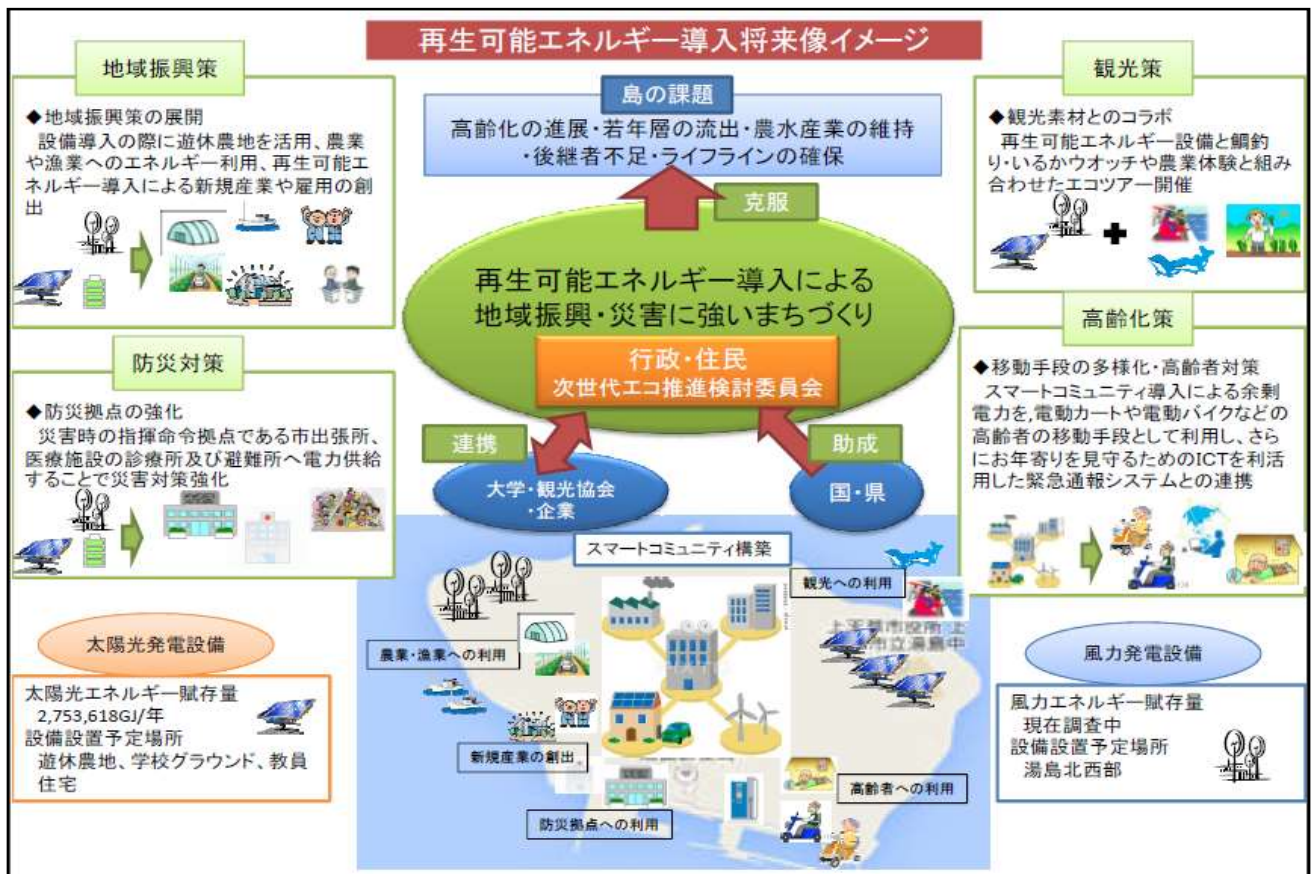 再生可能エネルギー導入将来像イメージ
地域振興策
◆地域振興策の展開
設備導入の際に遊休農地を活用、農業
や漁業へのエネルギー利用、再生可能エ
ネルギー導入による新規産業や雇用の創
出
島の課題
高齢化の進展・若年層の流出・農水産業の維持
・後継者不足・ライフラインの確保
克服
観光策
◆観光素材とのコラボ
再生可能エネルギー設備と鯛釣
り・いるかウオッチや農業体験と組み
合わせたエコツアー開催
再生可能エネルギー導入による
地域振興・災害に強いまちづくり
行政・住民
次世代エコ推進検討委員会
防災対策
◆防災拠点の強化
災害時の指揮命令拠点である市出張所、
医療施設の診療所及び避難所へ電力供給
することで災害対策強化
連携
助成
大学・観光協会
・企業
国・県
高齢化策
◆移動手段の多様化・高齢者対策
スマートコミュニティ導入による余剰
電力を,電動カートや電動バイクなどの
高齢者の移動手段として利用し、さら
にお年寄りを見守るためのICTを利活
用した緊急通報システムとの連携
スマートコミュニティ構築
観光への利用
上天草市役所
市立湯島中
農業・漁業への利用
新規産業の創出
防災拠点への利用
高齢者への利用
太陽光発電設備
太陽光エネルギー賦存量
2,753,618GJ/年
設備設置予定場所
遊休農地、学校グラウンド、教員
住宅
風力発電設備
風力エネルギー賦存量
現在調査中
設備設置予定場所
湯島北西部